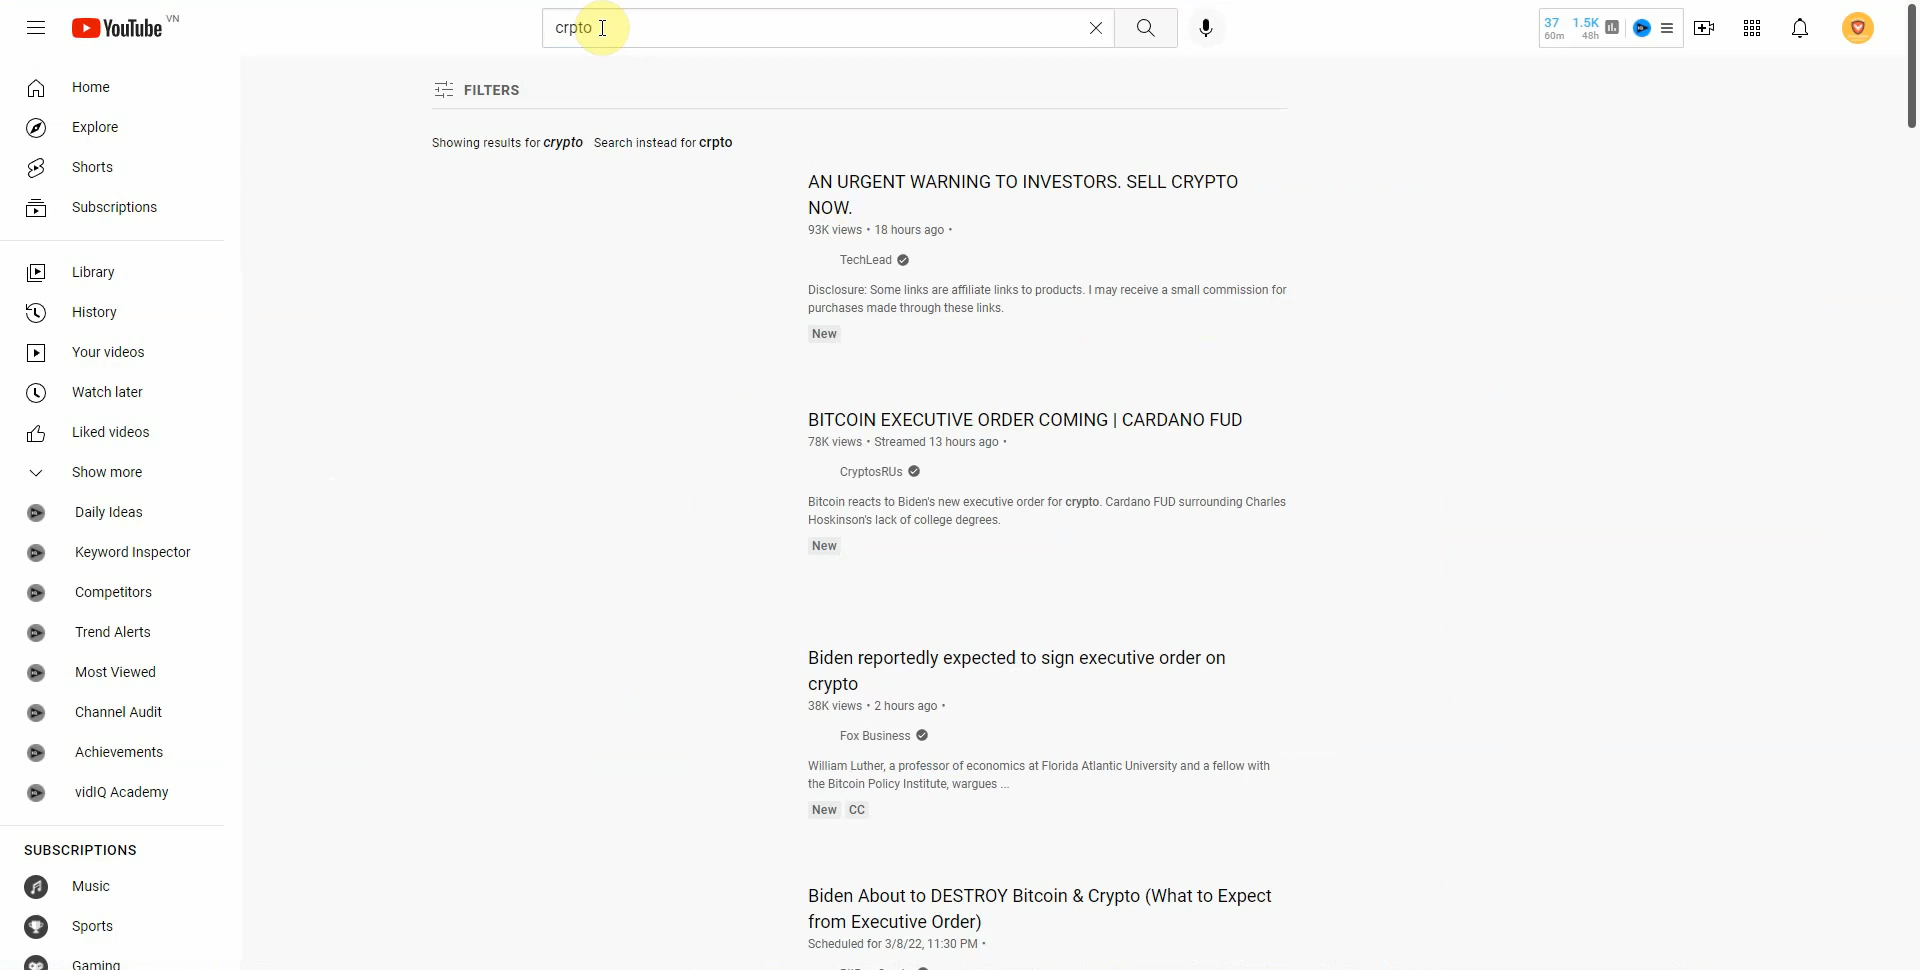 YouTube VN
crpto
37 1.5K
60m 48h
Home
Explore
Shorts
Subscriptions
Library
History
Your videos
Watch later
Liked videos
Show more
Daily Ideas
Keyword Inspector
Competitors
Trend Alerts
Most Viewed
Channel Audit
Achievements
vidIQ Academy
SUBSCRIPTIONS
Music
Sports
Gaming
FILTERS
Showing results for crypto Search instead for crpto
AN URGENT WARNING TO INVESTORS. SELL CRYPTO
NOW.
93K views • 18 hours ago •
TechLead
Disclosure: Some links are affiliate links to products. I may receive a small commission for
purchases made through these links.
New
BITCOIN EXECUTIVE ORDER COMING | CARDANO FUD
78K views • Streamed 13 hours ago •
CryptosRUs
Bitcoin reacts to Biden's new executive order for crypto. Cardano FUD surrounding Charles
Hoskinson's lack of college degrees.
New
Biden reportedly expected to sign executive order on
crypto
38K views • 2 hours ago •
Fox Business
William Luther, a professor of economics at Florida Atlantic University and a fellow with
the Bitcoin Policy Institute, wargues ...
New CC
Biden About to DESTROY Bitcoin & Crypto (What to Expect
from Executive Order)
Scheduled for 3/8/22, 11:30 PM •